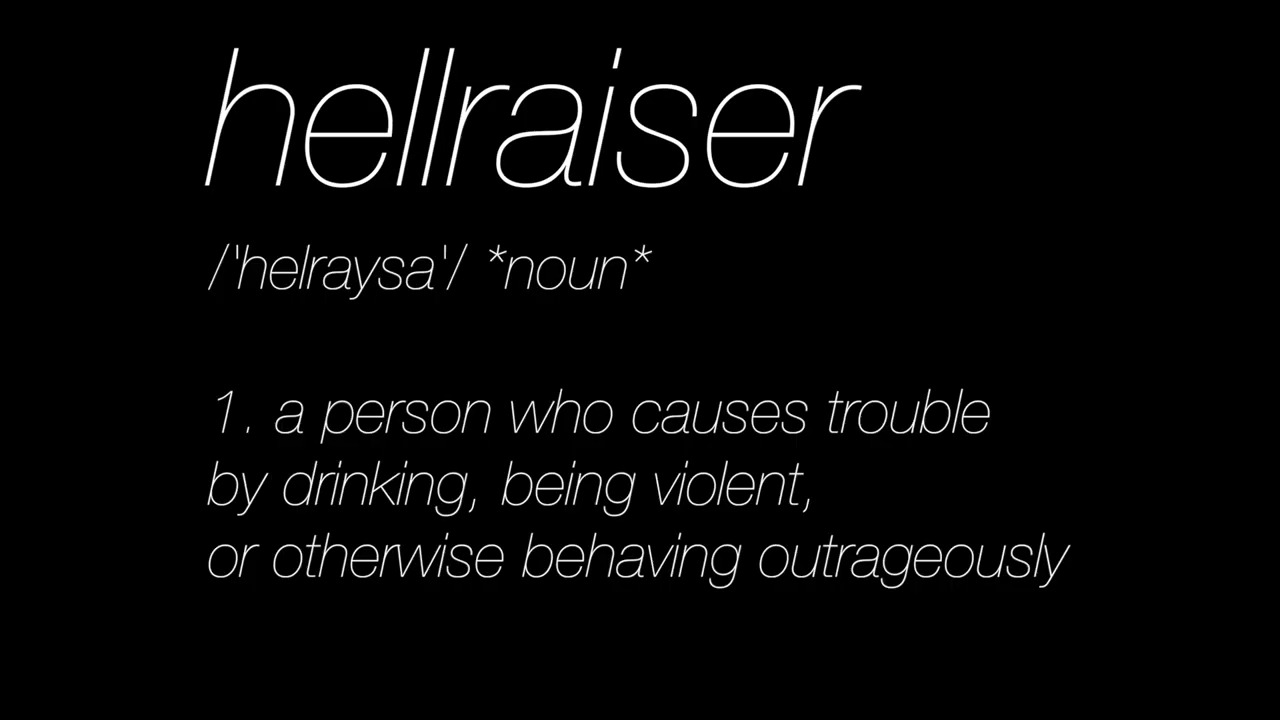 hellraiser
/'helraysa'/ *noun*
1. a person who causes trouble
by drinking, being violent,
or otherwise behaving outrageously